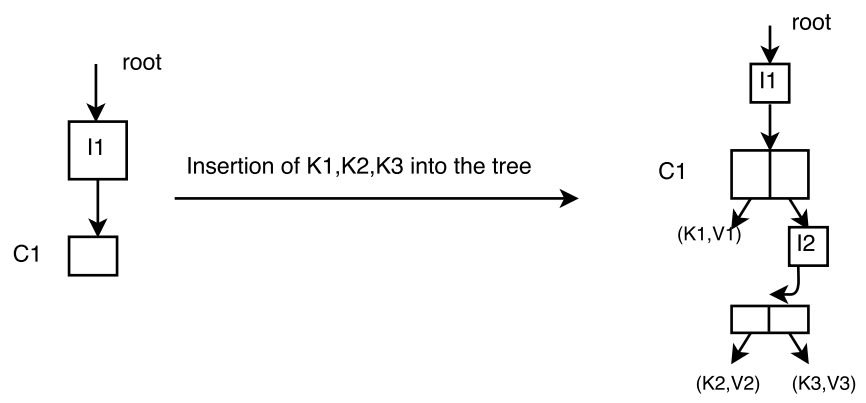 root
I1
C1
Insertion of K1,K2,K3 into the tree
root
I1
C1
(K1,V1)
I2
(K2,V2)
(K3,V3)